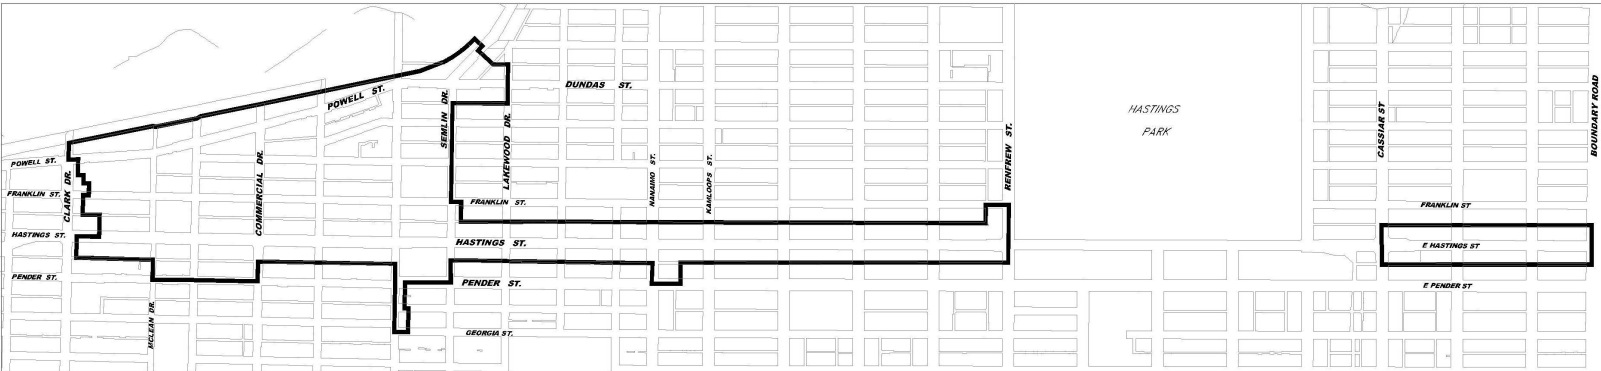 POWELL ST.
DUNDAS ST.
SEMLIN DR.
LAKEWOOD DR.
HASTINGS
PARK
RENFREW ST.
CASSIAR ST
BOUNDARY ROAD
POWELL ST.
CLARK DR.
COMMERCIAL DR.
NANAIMO ST.
KAMLOOPS ST.
FRANKLIN ST.
FRANKLIN ST.
FRANKLIN ST
HASTINGS ST.
HASTINGS ST.
E HASTINGS ST
PENDER ST.
PENDER ST.
E PENDER ST
MCLEAN DR.
GEORGIA ST.